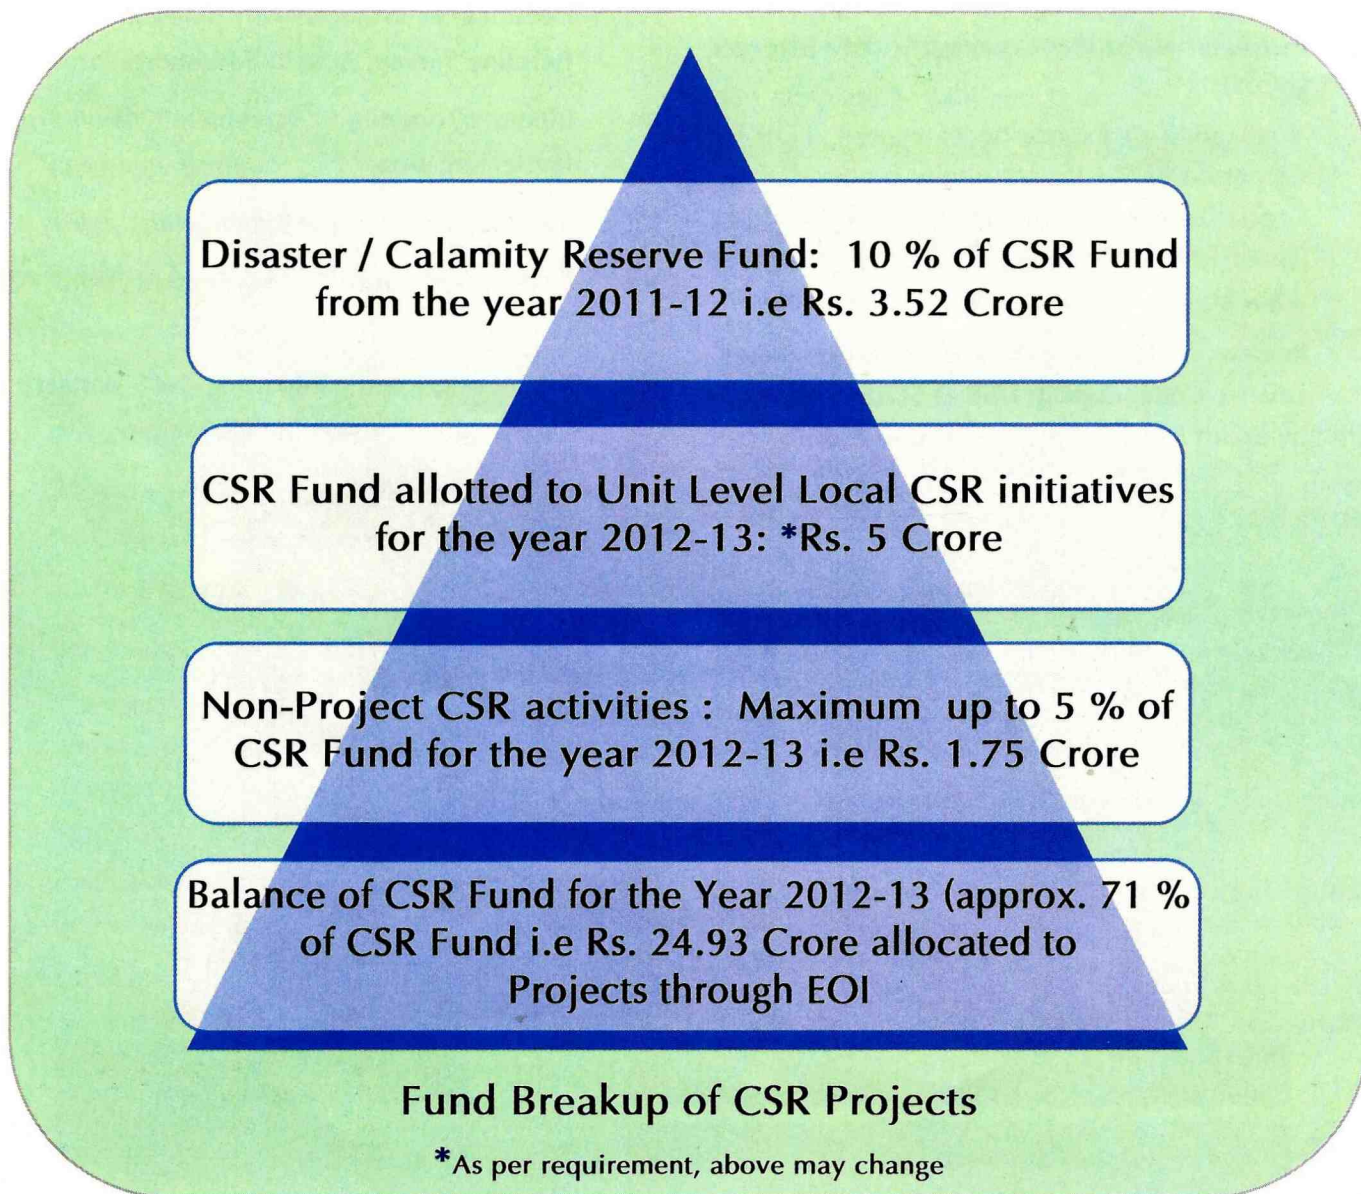 Disaster / Calamity Reserve Fund: 10 % of CSR Fund
from the year 2011-12 i.e Rs. 3.52 Crore
CSR Fund allotted to Unit Level Local CSR initiatives
for the year 2012-13: *Rs. 5 Crore
Non-Project CSR activities : Maximum up to 5 % of
CSR Fund for the year 2012-13 i.e Rs. 1.75 Crore
Balance of CSR Fund for the Year 2012-13 (approx. 71 %
of CSR Fund i.e Rs. 24.93 Crore allocated to
Projects through EOI
Fund Breakup of CSR Projects
*As per requirement, above may change